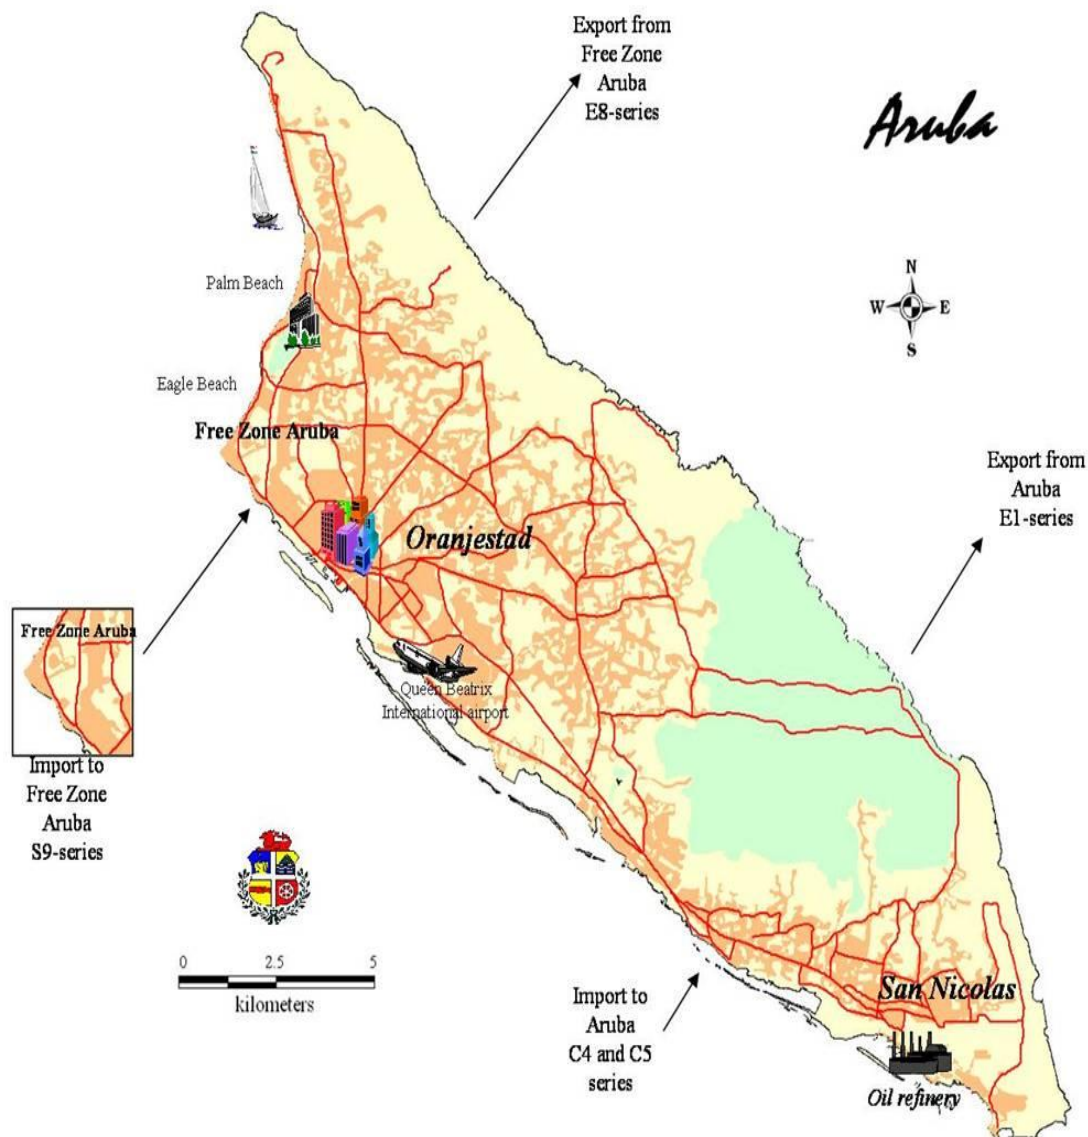 Export from
Free Zone
Aruba
E8-series
Aruba
N
W E
S
Palm Beach
Eagle Beach
Free Zone Aruba
Export from
Aruba
E1-series
Oranjestad
Free Zone Aruba
Queen Beatrix
International airport
Import to
Free Zone
Aruba
S9-series
0 2.5 5
kilometers
Import to
Aruba
C4 and C5
series
San Nicolas
Oil refinery